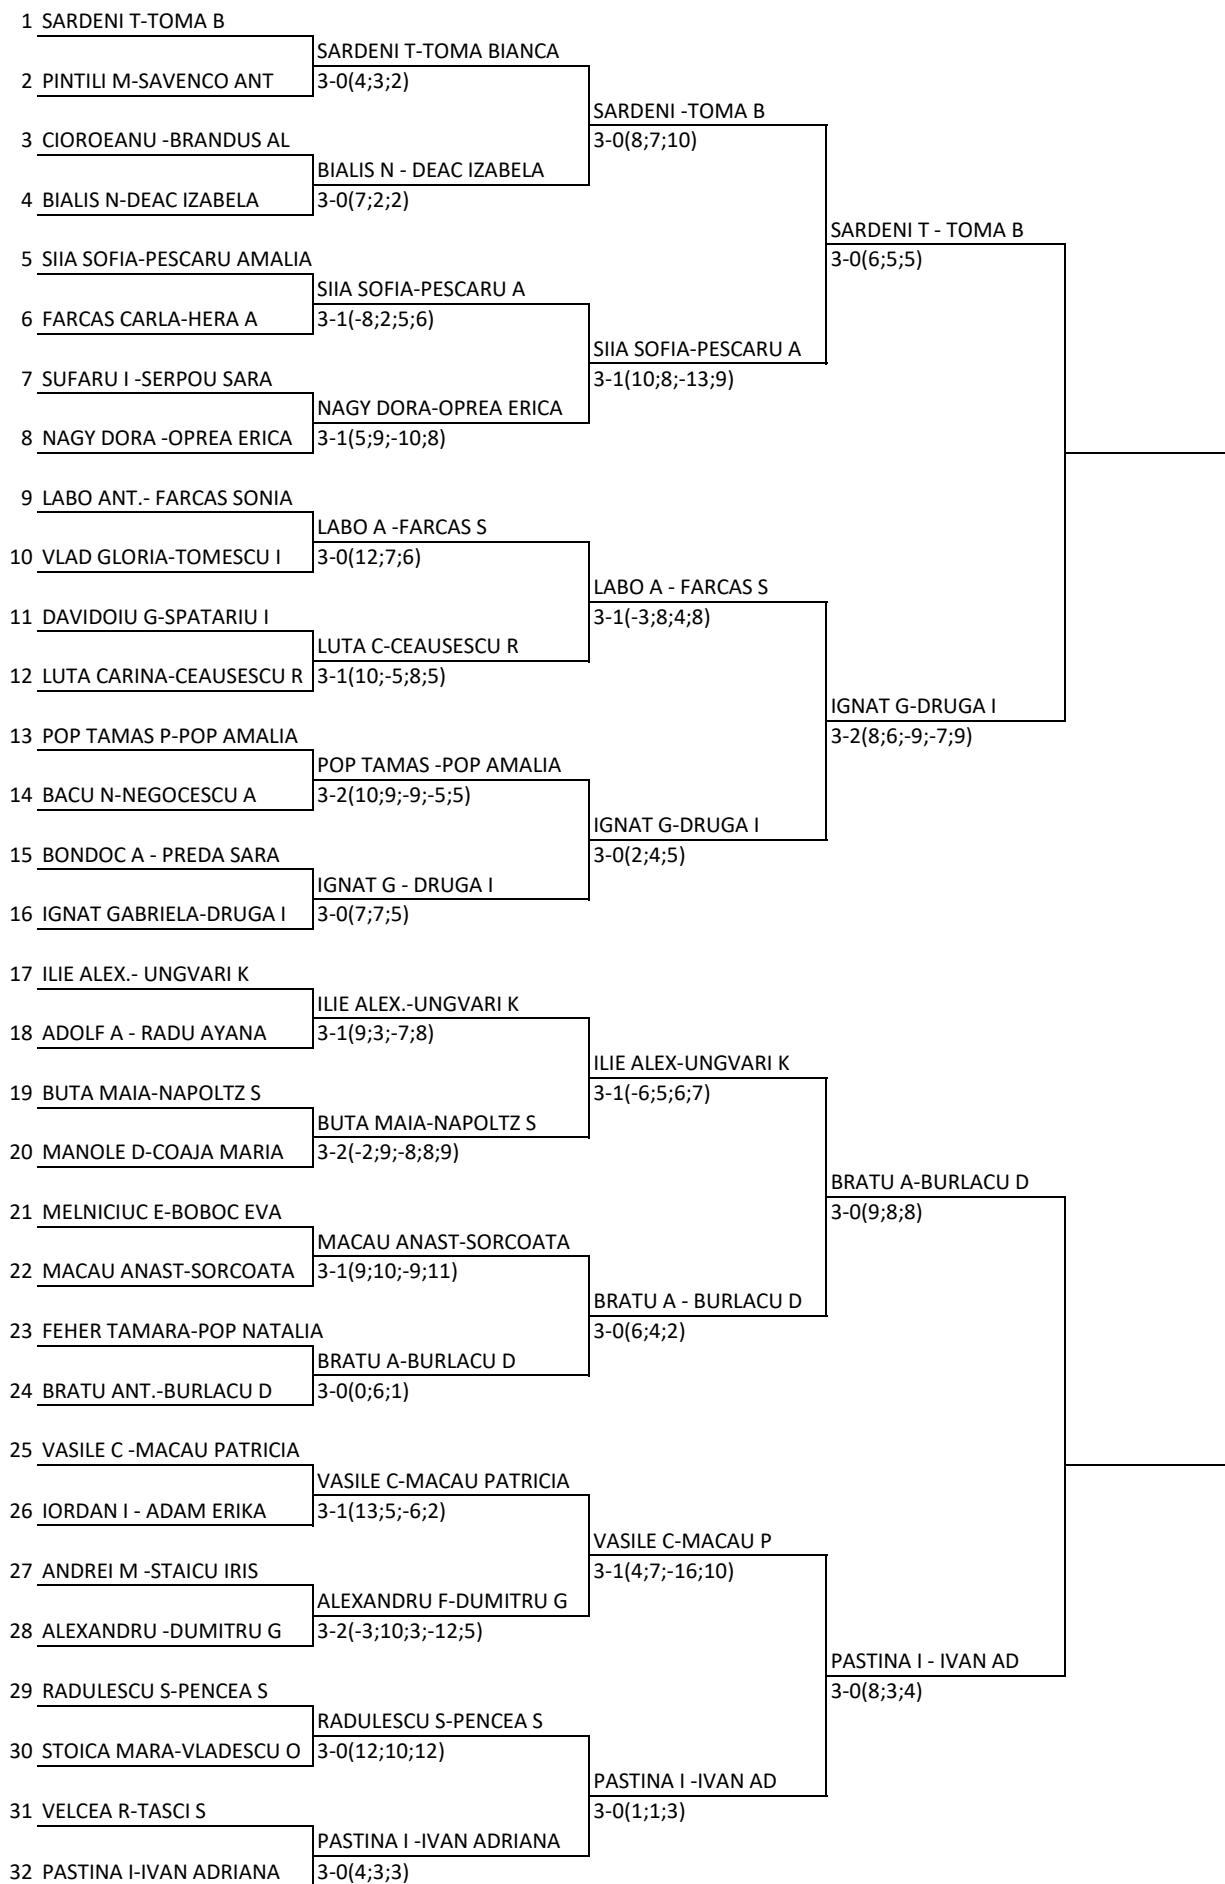 1 SARDENI T-TOMA B
SARDENI T-TOMA BIANCA
2 PINTILI M-SAVENCO ANT
3-0(4;3;2)
SARDENI -TOMA B
3 CIOROEANU -BRANDUS AL
3-0(8;7;10)
BIALIS N - DEAC IZABELA
4 BIALIS N-DEAC IZABELA
3-0(7;2;2)
SARDENI T - TOMA B
5 SIIA SOFIA-PESCARU AMALIA
3-0(6;5;5)
SIIA SOFIA-PESCARU A
6 FARCAS CARLA-HERA A
3-1(-8;2;5;6)
SIIA SOFIA-PESCARU A
7 SUFARU I -SERPOU SARA
3-1(10;8;-13;9)
NAGY DORA-OPREA ERICA
8 NAGY DORA -OPREA ERICA
3-1(5;9;-10;8)
9 LABO ANT.- FARCAS SONIA
LABO A -FARCAS S
10 VLAD GLORIA-TOMESCU I
3-0(12;7;6)
LABO A - FARCAS S
11 DAVIDOIU G-SPATARIU I
3-1(-3;8;4;8)
LUTA C-CEAUSESCU R
12 LUTA CARINA-CEAUSESCU R
3-1(10;-5;8;5)
IGNAT G-DRUGA I
13 POP TAMAS P-POP AMALIA
3-2(8;6;-9;-7;9)
POP TAMAS -POP AMALIA
14 BACU N-NEGOCESCU A
3-2(10;9;-9;-5;5)
IGNAT G-DRUGA I
15 BONDOC A - PREDA SARA
3-0(2;4;5)
IGNAT G - DRUGA I
16 IGNAT GABRIELA-DRUGA I
3-0(7;7;5)
17 ILIE ALEX.- UNGVARI K
ILIE ALEX.-UNGVARI K
18 ADOLF A - RADU AYANA
3-1(9;3;-7;8)
ILIE ALEX-UNGVARI K
19 BUTA MAIA-NAPOLTZ S
3-1(-6;5;6;7)
BUTA MAIA-NAPOLTZ S
20 MANOLE D-COAJA MARIA
3-2(-2;9;-8;8;9)
BRATU A-BURLACU D
21 MELNICIUC E-BOBOC EVA
3-0(9;8;8)
MACAU ANAST-SORCOATA
22 MACAU ANAST-SORCOATA
3-1(9;10;-9;11)
BRATU A - BURLACU D
23 FEHER TAMARA-POP NATALIA
3-0(6;4;2)
BRATU A-BURLACU D
24 BRATU ANT.-BURLACU D
3-0(0;6;1)
25 VASILE C -MACAU PATRICIA
VASILE C-MACAU PATRICIA
26 IORDAN I - ADAM ERIKA
3-1(13;5;-6;2)
VASILE C-MACAU P
27 ANDREI M -STAICU IRIS
3-1(4;7;-16;10)
ALEXANDRU F-DUMITRU G
28 ALEXANDRU -DUMITRU G
3-2(-3;10;3;-12;5)
PASTINA I - IVAN AD
29 RADULESCU S-PENCEA S
3-0(8;3;4)
RADULESCU S-PENCEA S
30 STOICA MARA-VLADESCU O
3-0(12;10;12)
PASTINA I -IVAN AD
31 VELCEA R-TASCI S
3-0(1;1;3)
PASTINA I -IVAN ADRIANA
32 PASTINA I-IVAN ADRIANA
3-0(4;3;3)